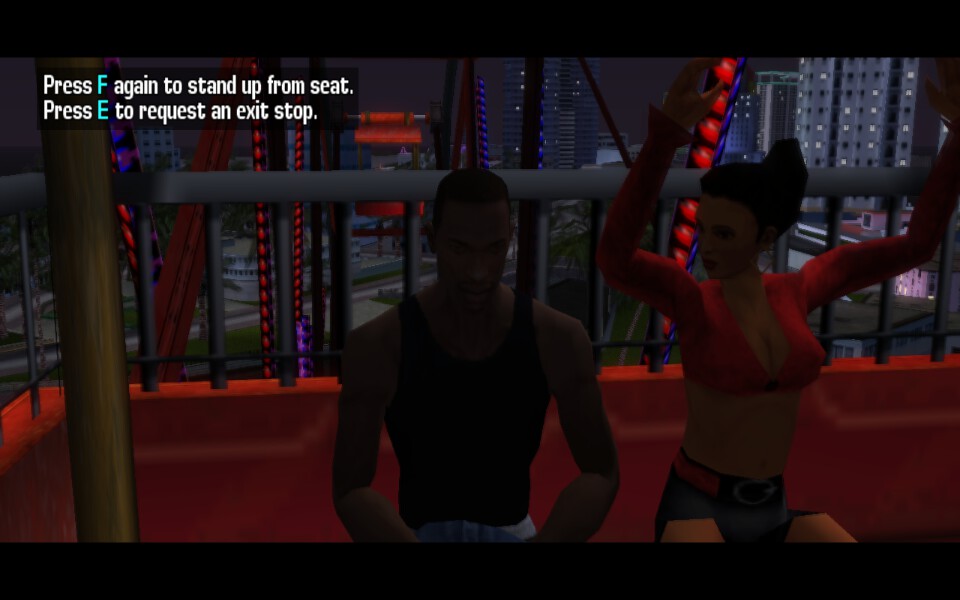 Press F again to stand up from seat.
Press E to request an exit stop.